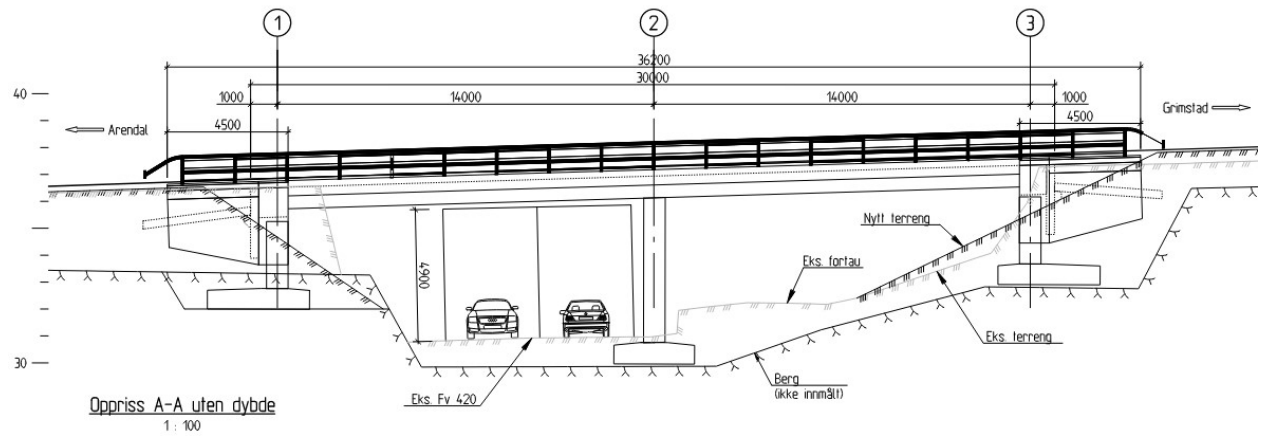 1
2
3
36200
30000
40
1000
14000
14000
1000
Grimstad
Arendal
4500
4500
Nytt terreng
Eks. fortau
4900
Eks. terreng
30
Berg
(ikke innmålt)
Eks. Fv 420
Oppriss A-A uten dybde
1 : 100